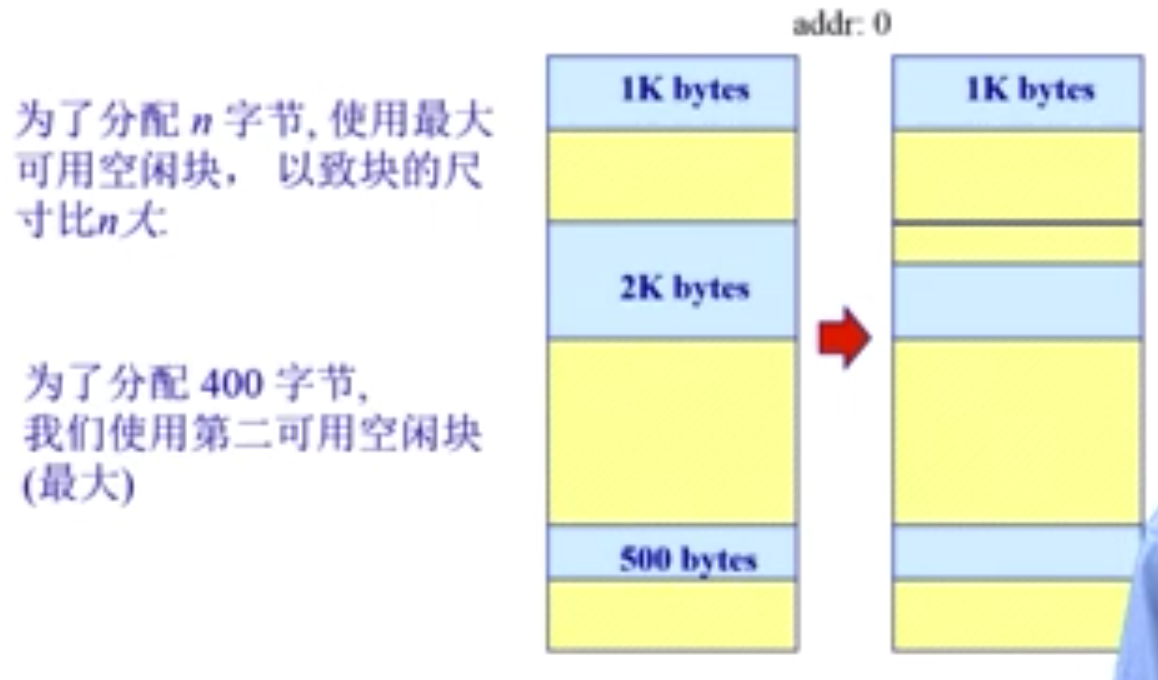 addr: 0
为了分配 n 字节, 使用最大
可用空闲块， 以致块的尺
寸比n大.
为了分配 400 字节,
我们使用第二可用空闲块
(最大)
1K bytes
2K bytes
500 bytes
1K bytes